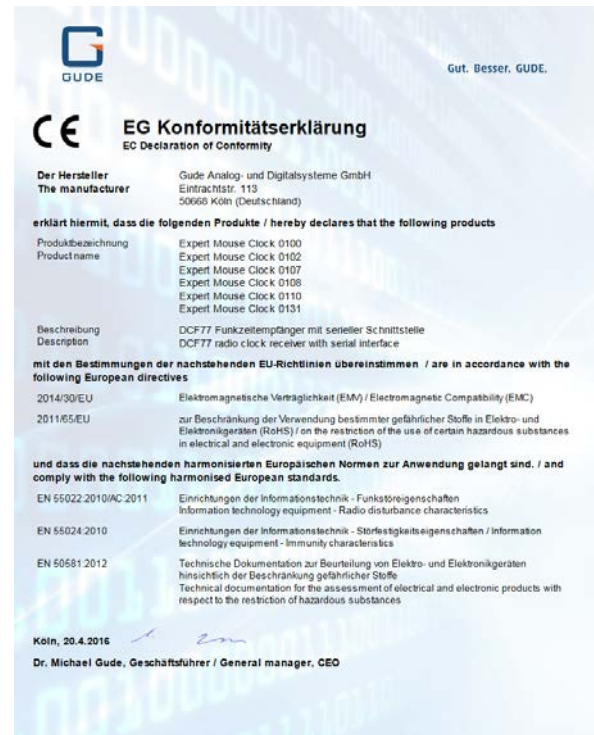 GUDE
Gut. Besser. GUDE.
CE
EG Konformitätserklärung
EC Declaration of Conformity
Der Hersteller
The manufacturer
Gude Analog- und Digitalsysteme GmbH
Eintrachtstr. 113
50668 Köln (Deutschland)
erklärt hiermit, dass die folgenden Produkte / hereby declares that the following products
Produktbezeichnung
Product name
Expert Mouse Clock 0100
Expert Mouse Clock 0102
Expert Mouse Clock 0107
Expert Mouse Clock 0108
Expert Mouse Clock 0110
Expert Mouse Clock 0131
Beschreibung
Description
DCF77 Funkzeitempfänger mit serieller Schnittstelle
DCF77 radio clock receiver with serial interface
mit den Bestimmungen der nachstehenden EU-Richtlinien übereinstimmen / are in accordance with the
following European directives
2014/30/EU
Elektromagnetische Verträglichkeit (EMV) / Electromagnetic Compatibility (EMC)
2011/65/EU
zur Beschränkung der Verwendung bestimmter gefährlicher Stoffe in Elektro- und
Elektronikgeräten (RoHS) / on the restriction of the use of certain hazardous substances
in electrical and electronic equipment (RoHS)
und dass die nachstehenden harmonisierten Europäischen Normen zur Anwendung gelangt sind. / and
comply with the following harmonised European standards.
EN 55022:2010/AC:2011
Einrichtungen der Informationstechnik - Funkstöreigenschaften
Information technology equipment - Radio disturbance characteristics
EN 55024:2010
Einrichtungen der Informationstechnik - Störfestigkeitseigenschaften / Information
technology equipment - Immunity characteristics
EN 50581:2012
Technische Dokumentation zur Beurteilung von Elektro- und Elektronikgeräten
hinsichtlich der Beschränkung gefährlicher Stoffe
Technical documentation for the assessment of electrical and electronic products with
respect to the restriction of hazardous substances
Köln, 20.4.2016
Dr. Michael Gude, Geschäftsführer / General manager, CEO